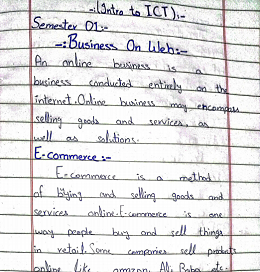 -:(Intro to ICT):-
Semester 01:-
-:Business On Web:-
An online business is a
business conducted entirely on the
internet. Online business may encompass
selling goods and services, as
well as solutions.
E-commerce:-
E-commerce is a method
of buying and selling goods and
services online. E-commerce is one
way people buy and sell things
in retail. Some companies sell products
online like amazon, Ali Baba etc.